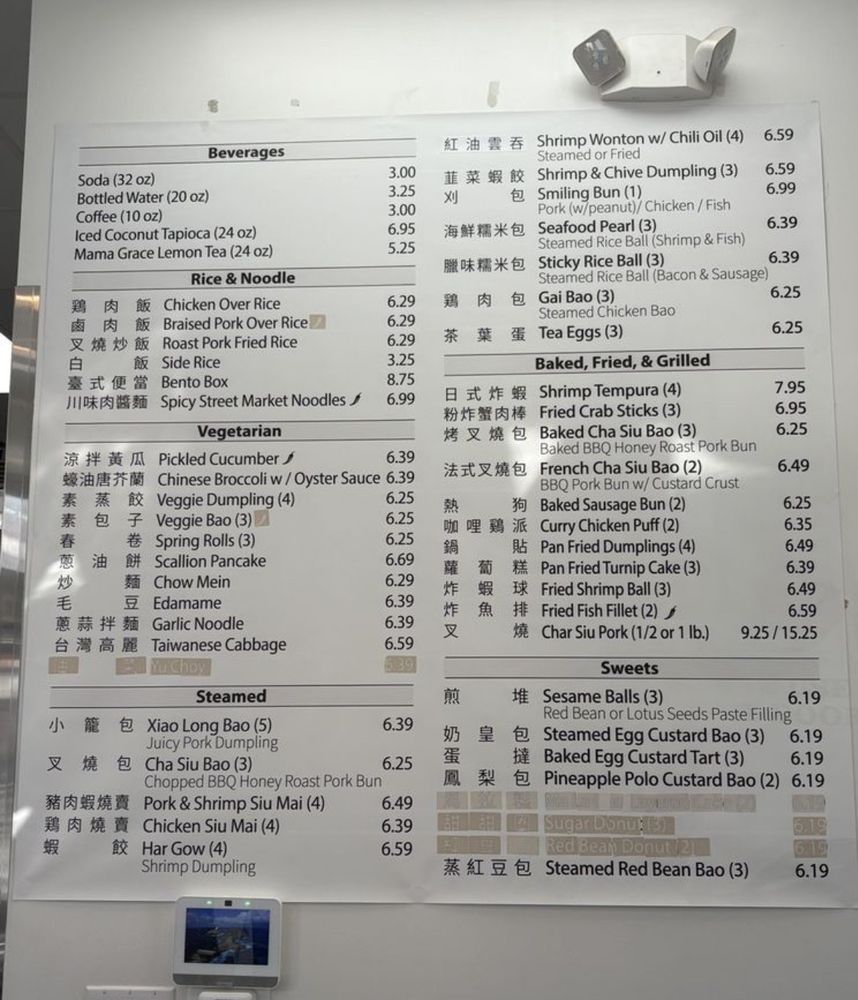 Beverages
Soda (32 oz) 3.00
Bottled Water (20 oz) 3.25
Coffee (10 oz) 3.00
Iced Coconut Tapioca (24 oz) 6.95
Mama Grace Lemon Tea (24 oz) 5.25
Rice & Noodle
鶏肉飯 Chicken Over Rice 6.29
鹵肉飯 Braised Pork Over Rice 6.29
叉燒炒飯 Roast Pork Fried Rice 6.29
白飯 Side Rice 3.25
臺式便當 Bento Box 8.75
川味肉醬麵 Spicy Street Market Noodles 6.99
Vegetarian
涼拌黃瓜 Pickled Cucumber 6.39
蠔油唐芥蘭 Chinese Broccoli w / Oyster Sauce 6.39
素蒸餃 Veggie Dumpling (4) 6.25
素包子 Veggie Bao (3) 6.25
春卷 Spring Rolls (3) 6.25
蔥油餅 Scallion Pancake 6.69
炒麵 Chow Mein 6.29
毛豆 Edamame 6.39
蔥蒜拌麵 Garlic Noodle 6.39
台灣高麗 Taiwanese Cabbage 6.59
Yu Choy 6.39
Steamed
小籠包 Xiao Long Bao (5) 6.39
Juicy Pork Dumpling
叉燒包 Cha Siu Bao (3) 6.25
Chopped BBQ Honey Roast Pork Bun
豬肉蝦燒賣 Pork & Shrimp Siu Mai (4) 6.49
鶏肉燒賣 Chicken Siu Mai (4) 6.39
蝦餃 Har Gow (4) 6.59
Shrimp Dumpling
紅油雲吞 Shrimp Wonton w/ Chili Oil (4) 6.59
Steamed or Fried
韮菜蝦餃 Shrimp & Chive Dumpling (3) 6.59
刈包 Smiling Bun (1) 6.99
Pork (w/peanut)/ Chicken / Fish
海鮮糯米包 Seafood Pearl (3) 6.39
Steamed Rice Ball (Shrimp & Fish)
臘味糯米包 Sticky Rice Ball (3) 6.39
Steamed Rice Ball (Bacon & Sausage)
鶏肉包 Gai Bao (3) 6.25
Steamed Chicken Bao
茶葉蛋 Tea Eggs (3) 6.25
Baked, Fried, & Grilled
日式炸蝦 Shrimp Tempura (4) 7.95
粉炸蟹肉棒 Fried Crab Sticks (3) 6.95
烤叉燒包 Baked Cha Siu Bao (3) 6.25
Baked BBQ Honey Roast Pork Bun
法式叉燒包 French Cha Siu Bao (2) 6.49
BBQ Pork Bun w/ Custard Crust
熱狗 Baked Sausage Bun (2) 6.25
咖哩鶏派 Curry Chicken Puff (2) 6.35
鍋貼 Pan Fried Dumplings (4) 6.49
蘿蔔糕 Pan Fried Turnip Cake (3) 6.39
炸蝦球 Fried Shrimp Ball (3) 6.49
炸魚排 Fried Fish Fillet (2) 6.59
叉燒 Char Siu Pork (1/2 or 1 lb.) 9.25 / 15.25
Sweets
煎堆 Sesame Balls (3) 6.19
Red Bean or Lotus Seeds Paste Filling
奶皇包 Steamed Egg Custard Bao (3) 6.19
蛋撻 Baked Egg Custard Tart (3) 6.19
鳳梨包 Pineapple Polo Custard Bao (2) 6.19
6.19
Sugar Donut (3) 6.19
Red Bean Donut (2) 6.19
蒸紅豆包 Steamed Red Bean Bao (3) 6.19